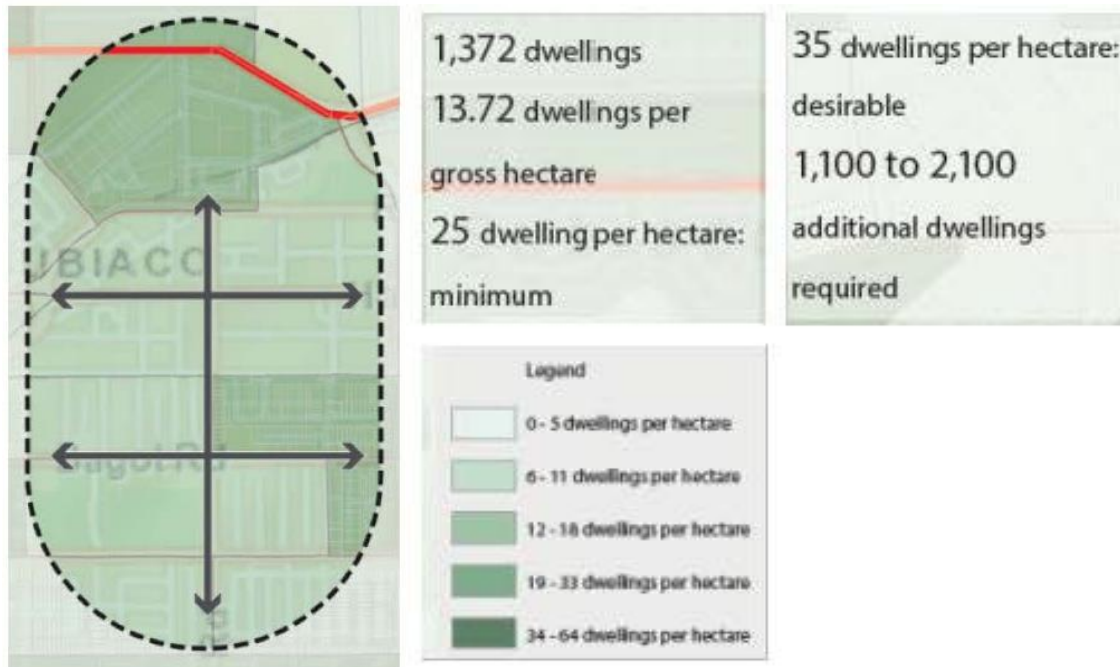 UBIACO
1,372 dwellings
13.72 dwellings per
gross hectare
25 dwelling per hectare:
minimum
35 dwellings per hectare:
desirable
1,100 to 2,100
additional dwellings
required
Legend
0 - 5 dwellings per hectare
6 - 11 dwellings per hectare
12 - 18 dwellings per hectare
19 - 33 dwellings per hectare
34 - 64 dwellings per hectare